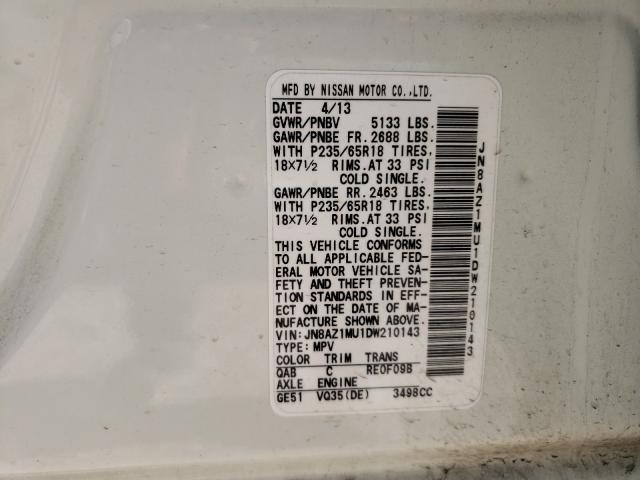 MFD BY NISSAN MOTOR CO.,LTD.
DATE 4/13
GVWR/PNBV 5133 LBS.
GAWR/PNBE FR. 2688 LBS.
WITH P235/65R18 TIRES.
18×7½ RIMS. AT 33 PSI
COLD SINGLE.
GAWR/PNBE RR. 2463 LBS.
WITH P235/65R18 TIRES.
18×7½ RIMS. AT 33 PSI
COLD SINGLE.
THIS VEHICLE CONFORMS
TO ALL APPLICABLE FED-
ERAL MOTOR VEHICLE SA-
FETY AND THEFT PREVEN-
TION STANDARDS IN EFF-
ECT ON THE DATE OF MA-
NUFACTURE SHOWN ABOVE.
VIN: JN8AZ1MU1DW210143
TYPE: MPV
COLOR TRIM TRANS
QAB C RE0F09B
AXLE ENGINE
GE51 VQ35(DE) 3498CC
JN8AZ1MU1DW210143